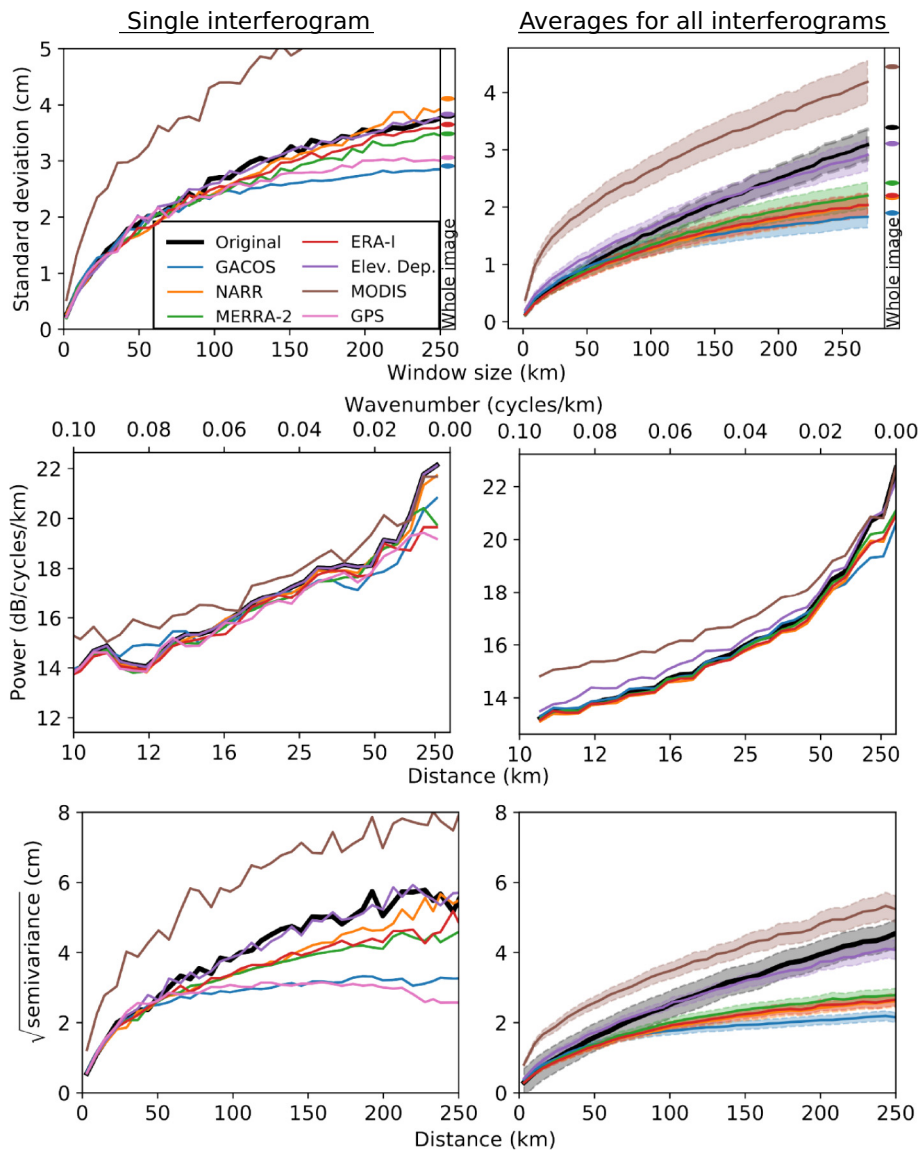 Single interferogram
Averages for all interferograms
Standard deviation (cm)
5
4
3
2
1
0
Original
GACOS
NARR
MERRA-2
ERA-I
Elev. Dep.
MODIS
GPS
Whole image
0 50 100 150 200 250
4
3
2
1
0
Whole image
0 50 100 150 200 250
Window size (km)
Wavenumber (cycles/km)
0.10 0.08 0.06 0.04 0.02 0.00
0.10 0.08 0.06 0.04 0.02 0.00
Power (dB/cycles/km)
22
20
18
16
14
12
10 12 16 25 50 250
22
20
18
16
14
10 12 16 25 50 250
Distance (km)
√semivariance (cm)
8
6
4
2
0
0 50 100 150 200 250
8
6
4
2
0
0 50 100 150 200 250
Distance (km)